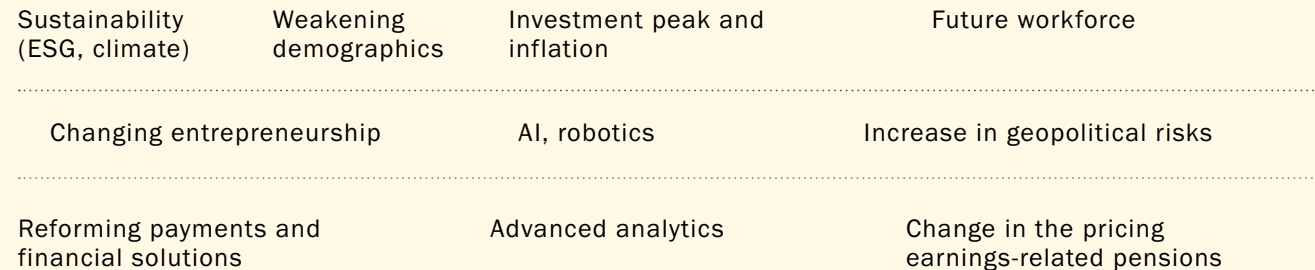 Sustainability
(ESG, climate)
Weakening
demographics
Investment peak and
inflation
Future workforce
Changing entrepreneurship
AI, robotics
Increase in geopolitical risks
Reforming payments and
financial solutions
Advanced analytics
Change in the pricing
earnings-related pensions